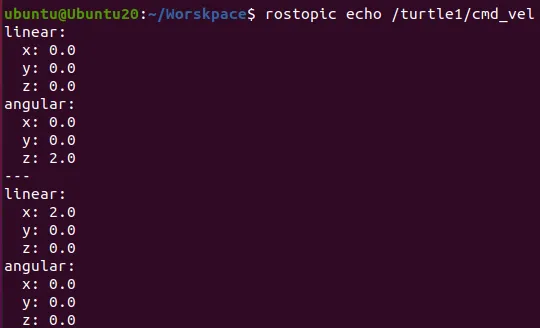 ubuntu@Ubuntu20:~/Worskpace$ rostopic echo /turtle1/cmd_vel
linear:
  x: 0.0
  y: 0.0
  z: 0.0
angular:
  x: 0.0
  y: 0.0
  z: 2.0
---
linear:
  x: 2.0
  y: 0.0
  z: 0.0
angular:
  x: 0.0
  y: 0.0
  z: 0.0